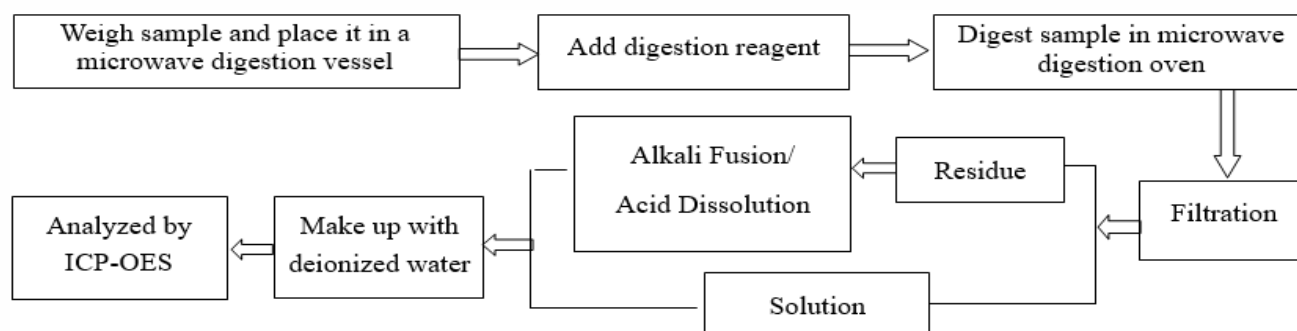 Weigh sample and place it in a
microwave digestion vessel
Add digestion reagent
Digest sample in microwave
digestion oven
Filtration
Residue
Solution
Alkali Fusion/
Acid Dissolution
Make up with
deionized water
Analyzed by
ICP-OES